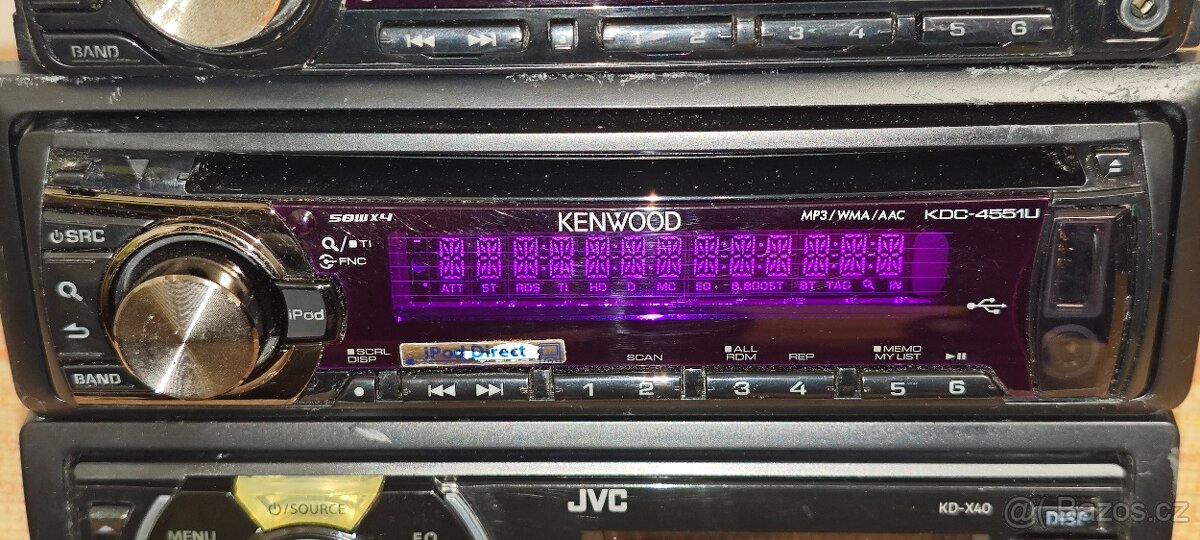 BAND
1 2
3 4
5 6
50W X 4
KENWOOD
MP3/WMA/AAC KDC-4551U
SRC
TI
FNC
ATT ST RDS TI HD D MC EQ B.BOOST BT TAG IN
iPod
SCRL
DISP
iPod Direct
SCAN
ALL
RDM
REP
MEMO
MY LIST
BAND
1 2
3 4
5 6
JVC
/SOURCE
KD-X40
MENU
EQ
DISP
@( Bazos.cz